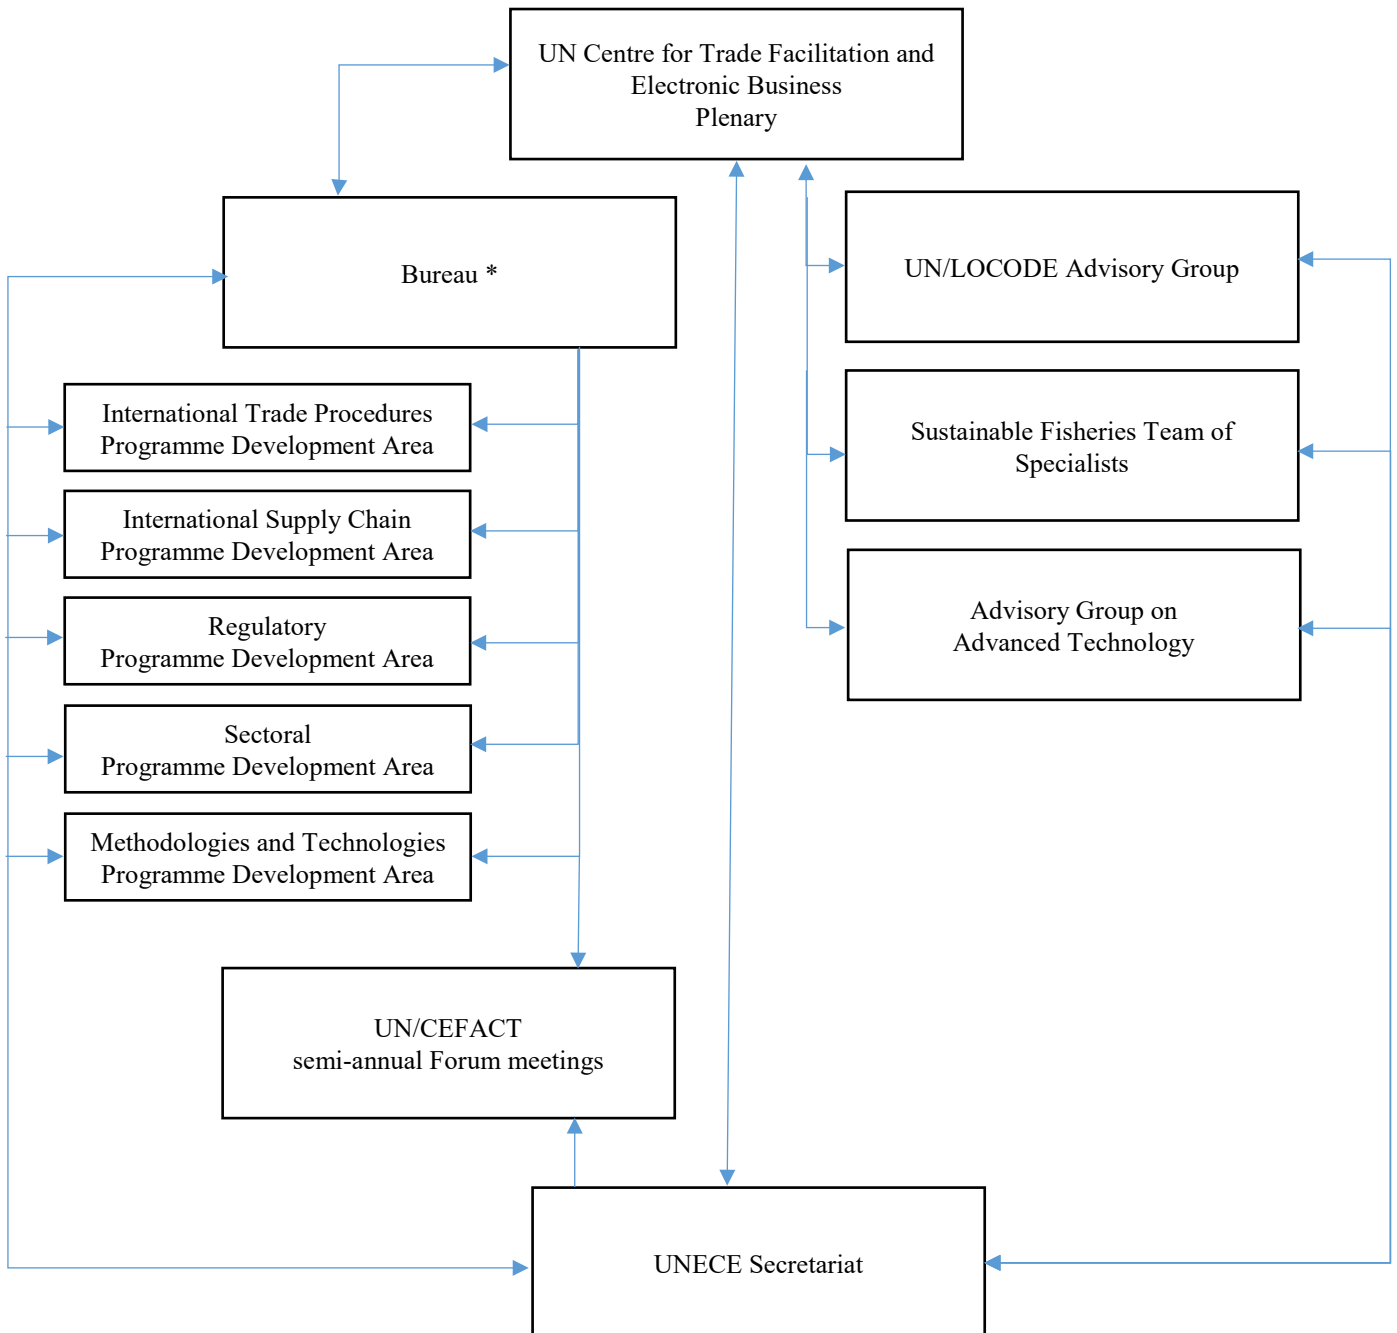 UN Centre for Trade Facilitation and
Electronic Business
Plenary
Bureau *
UN/LOCODE Advisory Group
International Trade Procedures
Programme Development Area
Sustainable Fisheries Team of
Specialists
International Supply Chain
Programme Development Area
Regulatory
Programme Development Area
Advisory Group on
Advanced Technology
Sectoral
Programme Development Area
Methodologies and Technologies
Programme Development Area
UN/CEFACT
semi-annual Forum meetings
UNECE Secretariat